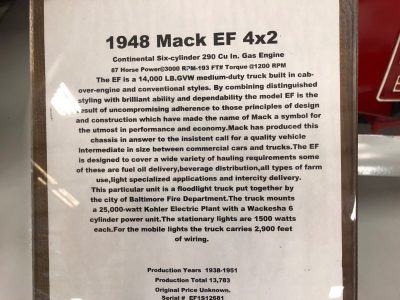 1948 Mack EF 4x2
Continental Six-cylinder 290 Cu In. Gas Engine
87 Horse Power@3000 RPM-193 FT# Torque @1200 RPM
The EF is a 14,000 LB.GVW medium-duty truck built in cab-
over-engine and conventional styles. By combining distinguished
styling with brilliant ability and dependability the model EF is the
result of uncompromising adherence to those principles of design
and construction which have made the name of Mack a symbol for
the utmost in performance and economy.Mack has produced this
chassis in answer to the insistent call for a quality vehicle
intermediate in size between commercial cars and trucks.The EF
is designed to cover a wide variety of hauling requirements some
of these are fuel oil delivery,beverage distribution,all types of farm
use,light specialized applications and intercity delivery.
This particular unit is a floodlight truck put together by
the city of Baltimore Fire Department.The truck mounts
a 25,000-watt Kohler Electric Plant with a Waukesha 6
cylinder power unit.The stationary lights are 1500 watts
each.For the mobile lights the truck carries 2,900 feet
of wiring.
Production Years 1938-1951
Production Total 13,783
Original Price Unknown.
Serial # EF1S12681